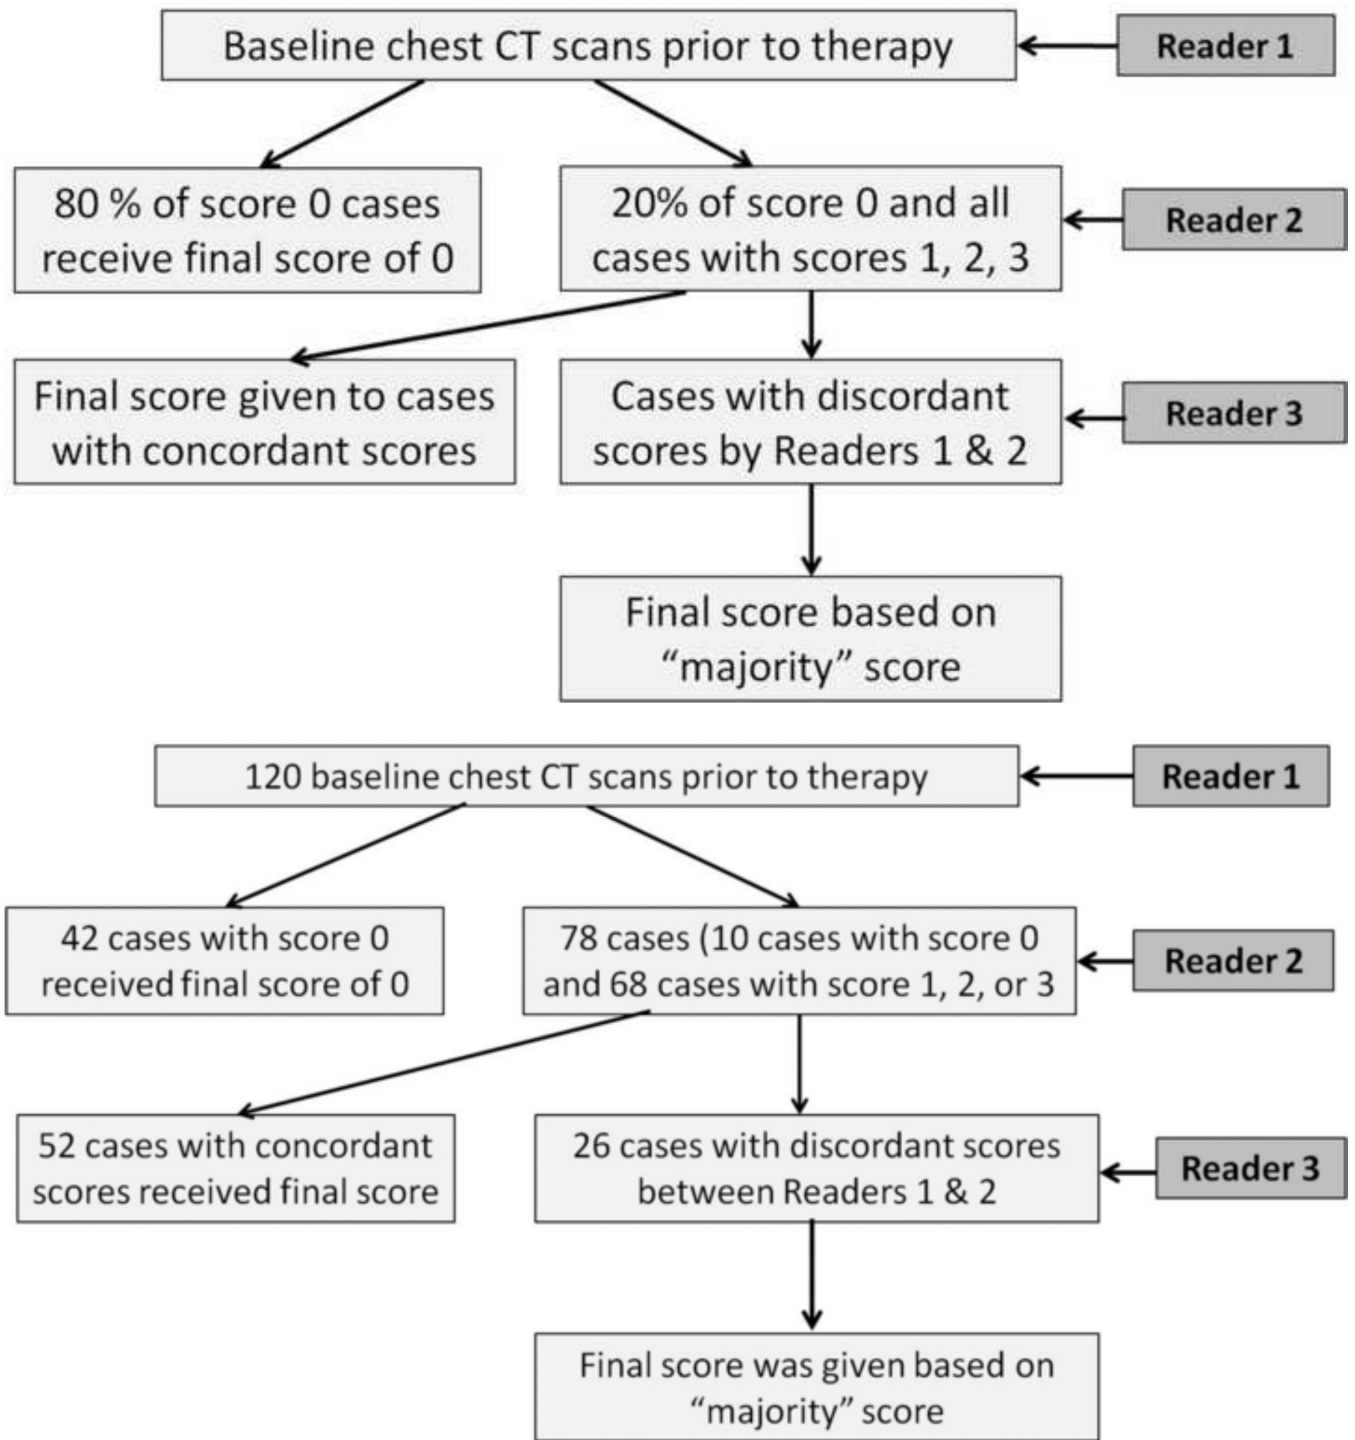 Baseline chest CT scans prior to therapy
Reader 1
80 % of score 0 cases
receive final score of 0
20% of score 0 and all
cases with scores 1, 2, 3
Reader 2
Final score given to cases
with concordant scores
Cases with discordant
scores by Readers 1 & 2
Reader 3
Final score based on
“majority” score
120 baseline chest CT scans prior to therapy
Reader 1
42 cases with score 0
received final score of 0
78 cases (10 cases with score 0
and 68 cases with score 1, 2, or 3
Reader 2
52 cases with concordant
scores received final score
26 cases with discordant scores
between Readers 1 & 2
Reader 3
Final score was given based on
“majority” score